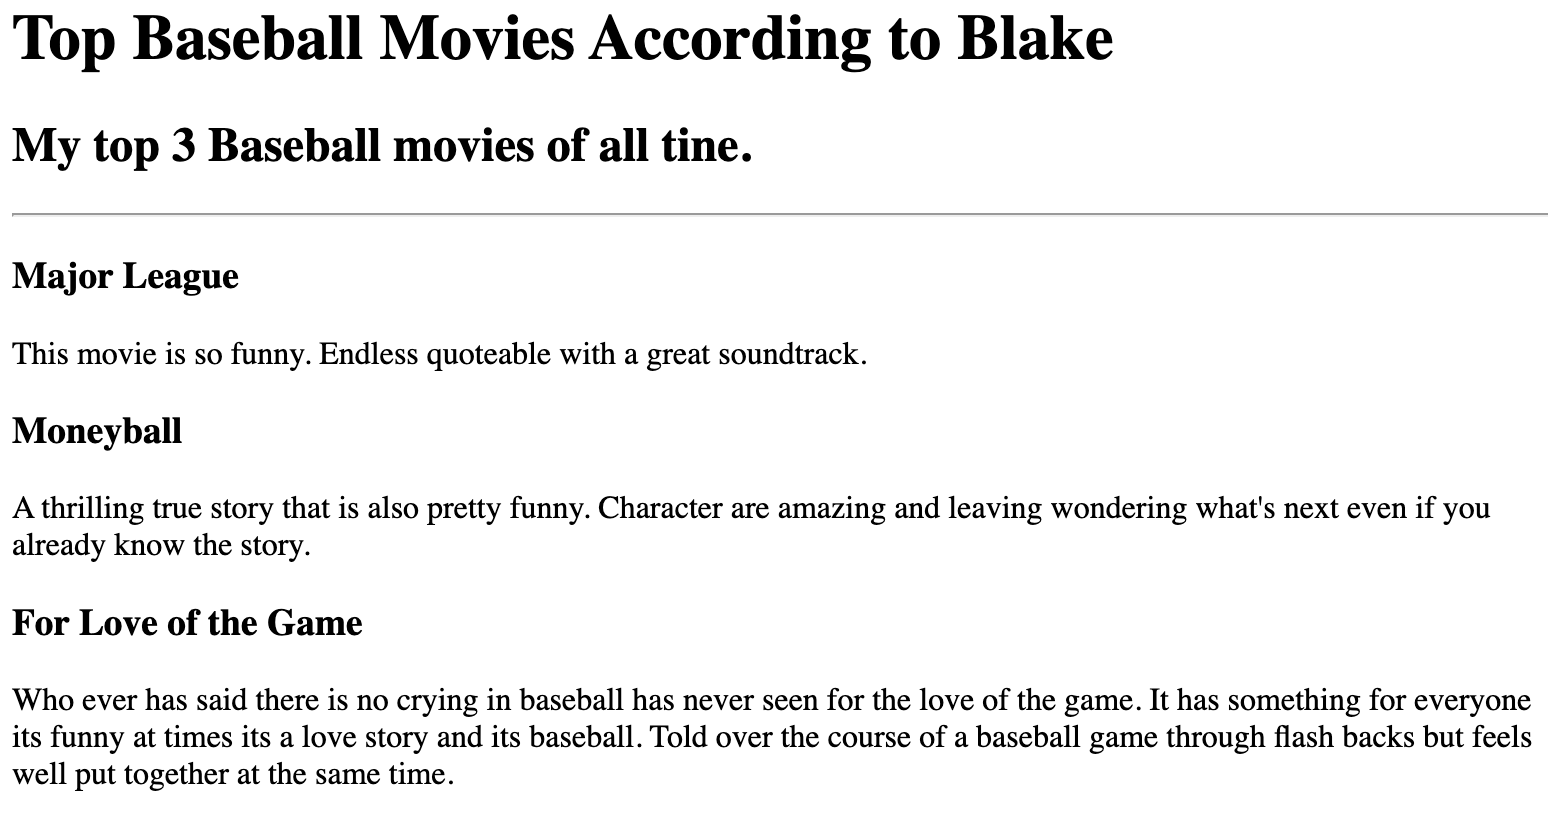 Top Baseball Movies According to Blake
My top 3 Baseball movies of all tine.
Major League
This movie is so funny. Endless quoteable with a great soundtrack.
Moneyball
A thrilling true story that is also pretty funny. Character are amazing and leaving wondering what's next even if you
already know the story.
For Love of the Game
Who ever has said there is no crying in baseball has never seen for the love of the game. It has something for everyone
its funny at times its a love story and its baseball. Told over the course of a baseball game through flash backs but feels
well put together at the same time.